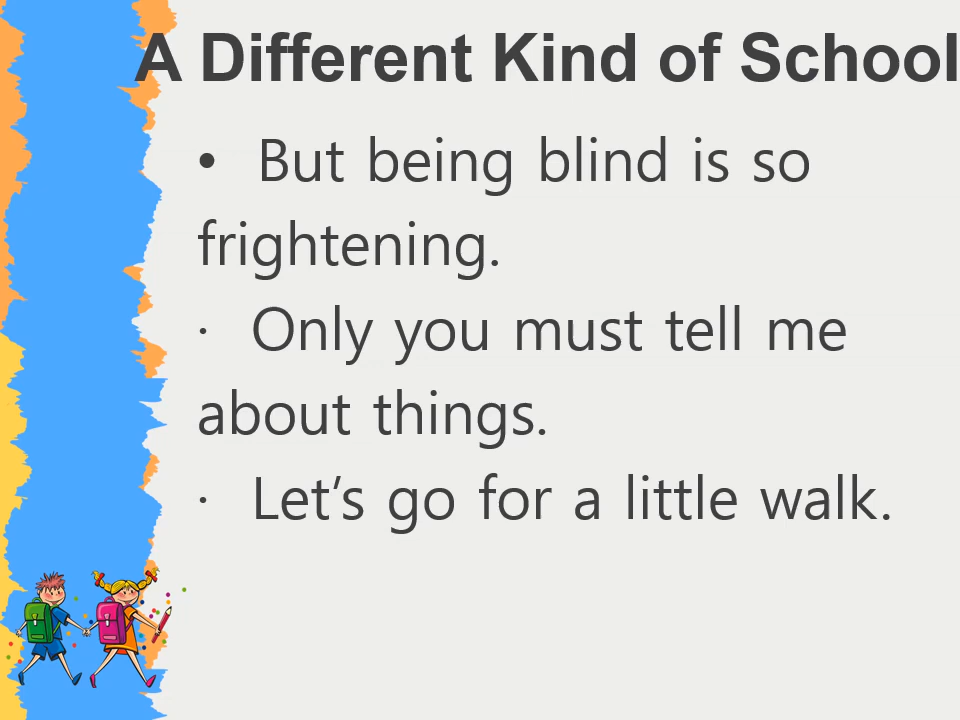 A Different Kind of School
• But being blind is so
frightening.
· Only you must tell me
about things.
· Let’s go for a little walk.